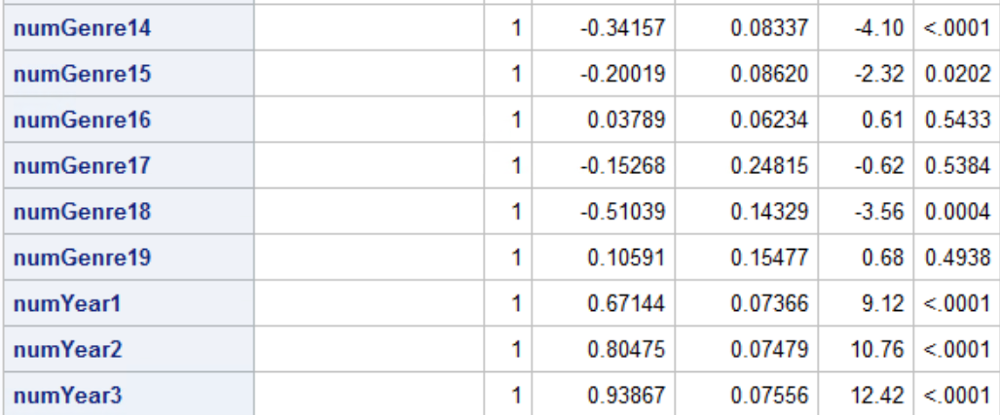 numGenre14 1 -0.34157 0.08337 -4.10 <.0001
numGenre15 1 -0.20019 0.08620 -2.32 0.0202
numGenre16 1 0.03789 0.06234 0.61 0.5433
numGenre17 1 -0.15268 0.24815 -0.62 0.5384
numGenre18 1 -0.51039 0.14329 -3.56 0.0004
numGenre19 1 0.10591 0.15477 0.68 0.4938
numYear1 1 0.67144 0.07366 9.12 <.0001
numYear2 1 0.80475 0.07479 10.76 <.0001
numYear3 1 0.93867 0.07556 12.42 <.0001